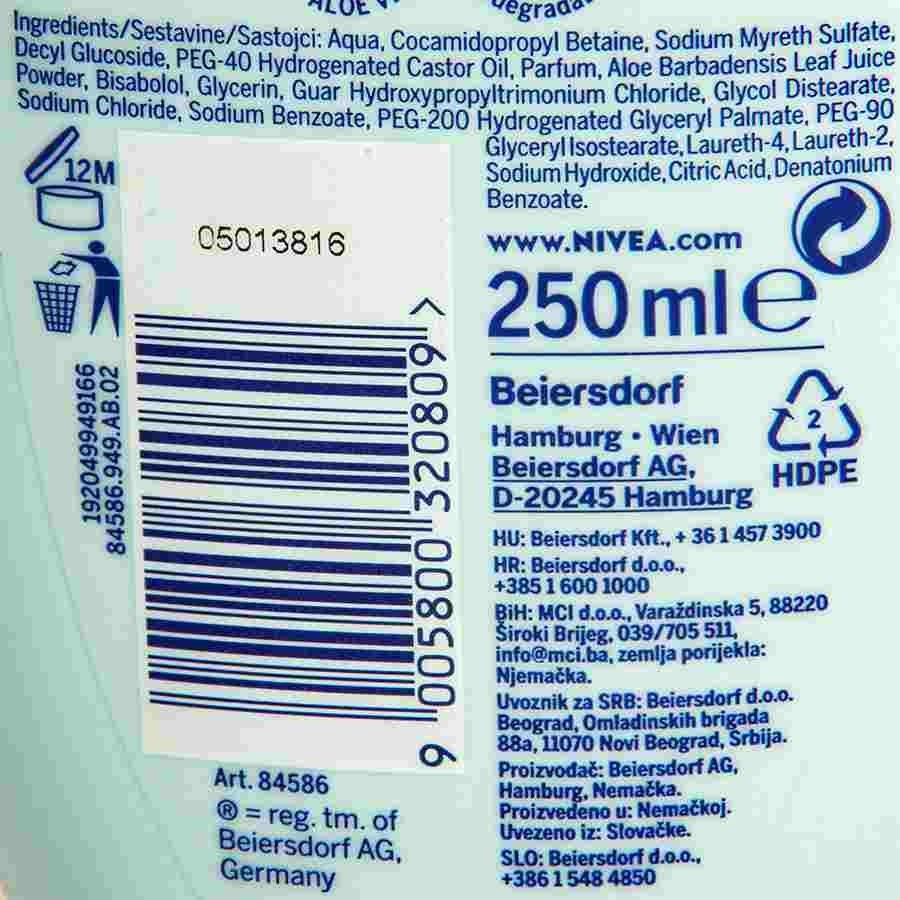 ALOE
degrada
Ingredients/Sestavine/Sastojci: Aqua, Cocamidopropyl Betaine, Sodium Myreth Sulfate,
Decyl Glucoside, PEG-40 Hydrogenated Castor Oil, Parfum, Aloe Barbadensis Leaf Juice
Powder, Bisabolol, Glycerin, Guar Hydroxypropyltrimonium Chloride, Glycol Distearate,
Sodium Chloride, Sodium Benzoate, PEG-200 Hydrogenated Glyceryl Palmate, PEG-90
Glyceryl Isostearate, Laureth-4, Laureth-2,
Sodium Hydroxide, Citric Acid, Denatonium
Benzoate.
12M
05013816
www.NIVEA.com
250 ml e
9 005800 320809 >
192049949166
84586.949.AB.02
Beiersdorf
Hamburg • Wien
Beiersdorf AG,
D-20245 Hamburg
2
HDPE
HU: Beiersdorf Kft., + 36 1 457 3900
HR: Beiersdorf d.o.o.,
+385 1 600 1000
BiH: MCI d.o.o., Varaždinska 5, 88220
Široki Brijeg, 039/705 511,
info@mci.ba, zemlja porijekla:
Njemačka.
Uvoznik za SRB: Beiersdorf d.o.o.
Beograd, Omladinskih brigada
88a, 11070 Novi Beograd, Srbija.
Proizvođač: Beiersdorf AG,
Hamburg, Nemačka.
Proizvedeno u: Nemačkoj.
Uvezeno iz: Slovačke.
SLO: Beiersdorf d.o.o.,
+386 1 548 4850
Art. 84586
® = reg. tm. of
Beiersdorf AG,
Germany